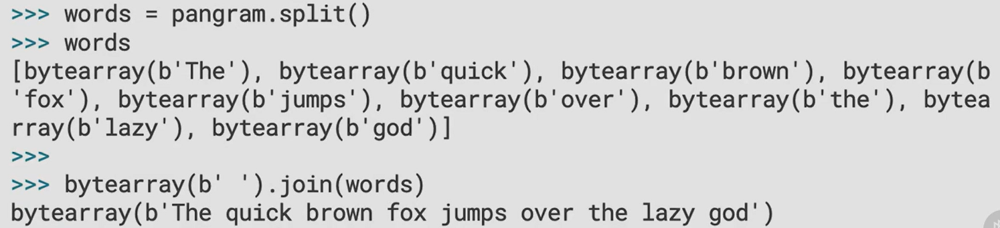 >>> words = pangram.split()
>>> words
[bytearray(b'The'), bytearray(b'quick'), bytearray(b'brown'), bytearray(b
'fox'), bytearray(b'jumps'), bytearray(b'over'), bytearray(b'the'), bytea
rray(b'lazy'), bytearray(b'god')]
>>>
>>> bytearray(b' ').join(words)
bytearray(b'The quick brown fox jumps over the lazy god')